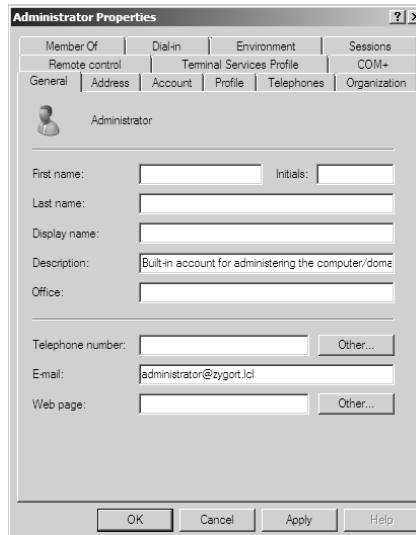 Administrator Properties ? ×
Member Of Dial-in Environment Sessions
Remote control Terminal Services Profile COM+
General Address Account Profile Telephones Organization
Administrator
First name: Initials:
Last name:
Display name:
Description: Built-in account for administering the computer/doma
Office:
Telephone number: Other...
E-mail: administrator@zygort.lcl
Web page: Other...
OK Cancel Apply Help